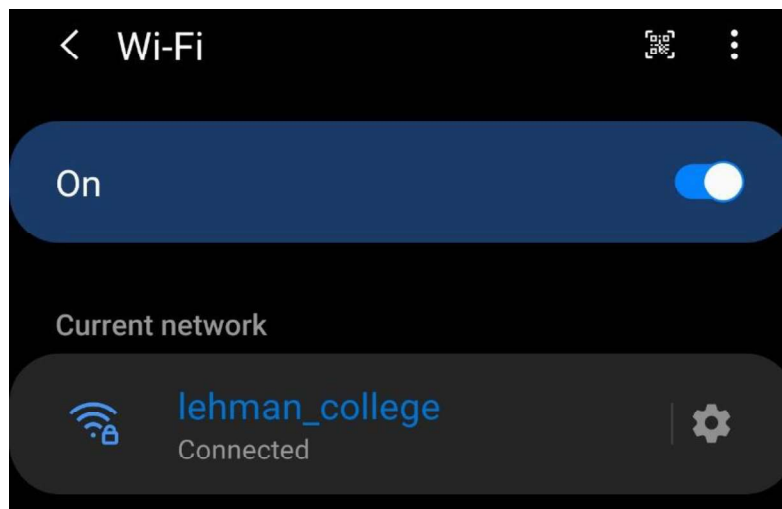 Wi-Fi
On
Current network
lehman_college
Connected